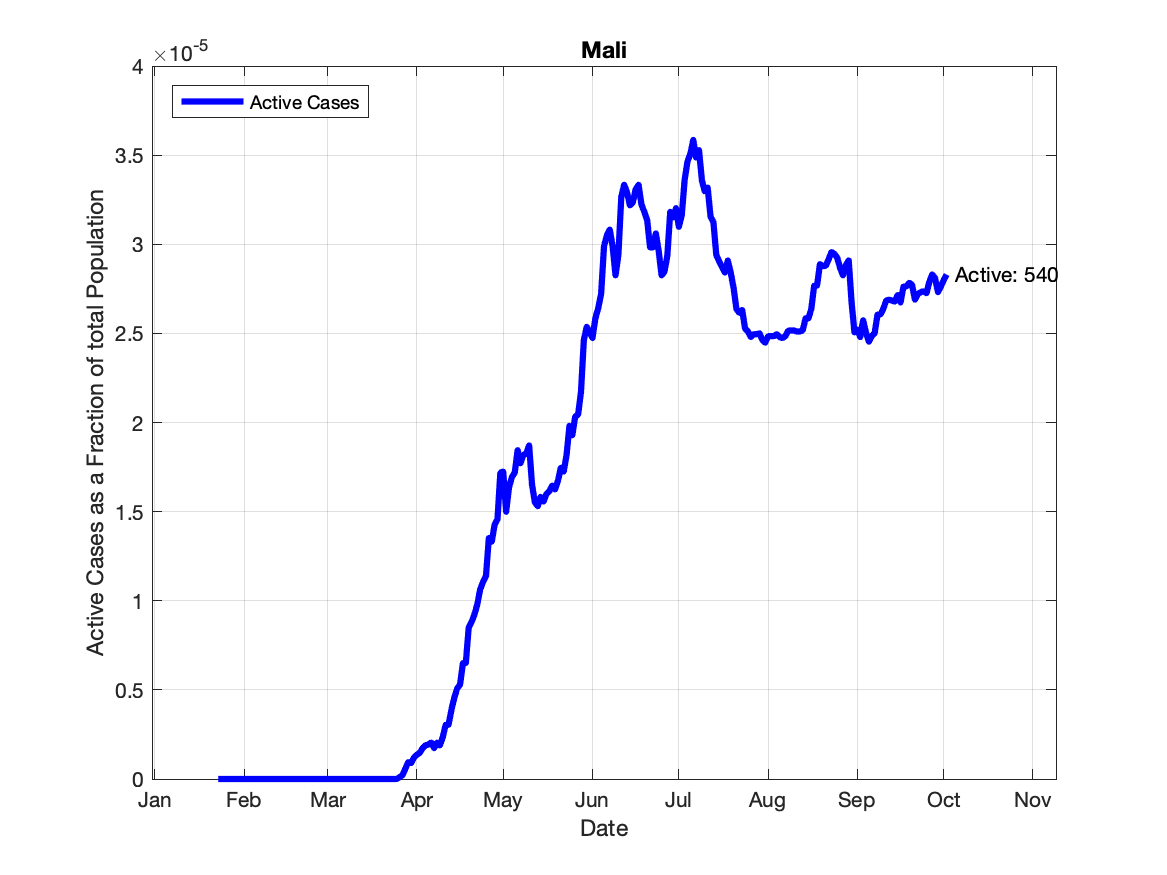 Mali
×10-5
Active Cases
4
3.5
3
2.5
2
1.5
1
0.5
0
Active Cases as a Fraction of total Population
Active: 540
Jan Feb Mar Apr May Jun Jul Aug Sep Oct Nov
Date